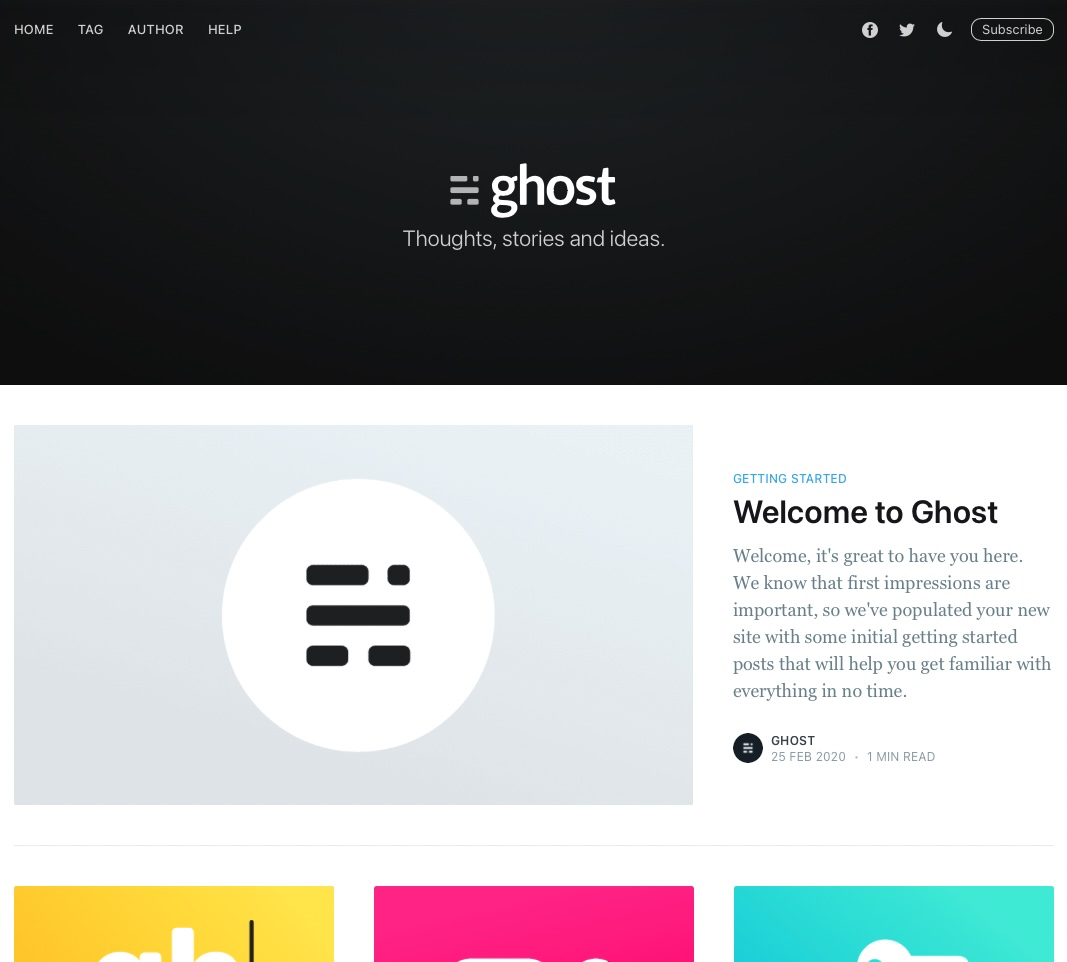 HOME TAG AUTHOR HELP Subscribe
ghost
Thoughts, stories and ideas.
GETTING STARTED
Welcome to Ghost
Welcome, it's great to have you here.
We know that first impressions are
important, so we've populated your new
site with some initial getting started
posts that will help you get familiar with
everything in no time.
GHOST
25 FEB 2020 • 1 MIN READ